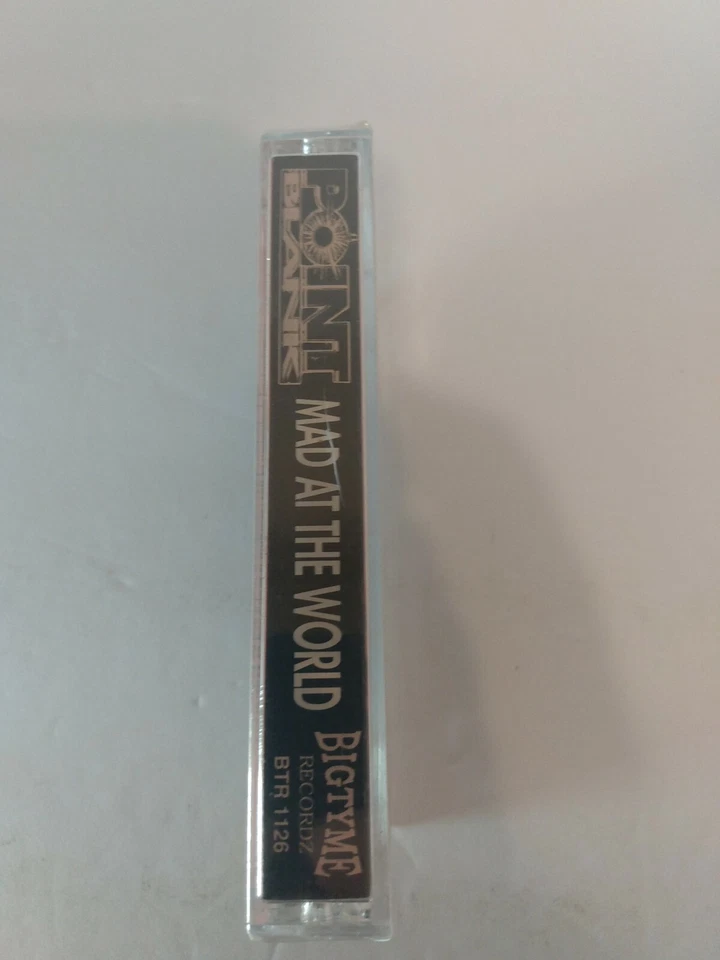 POINT
BLANK
MAD AT THE WORLD
BIGTYME
RECORDZ
BTR 1126